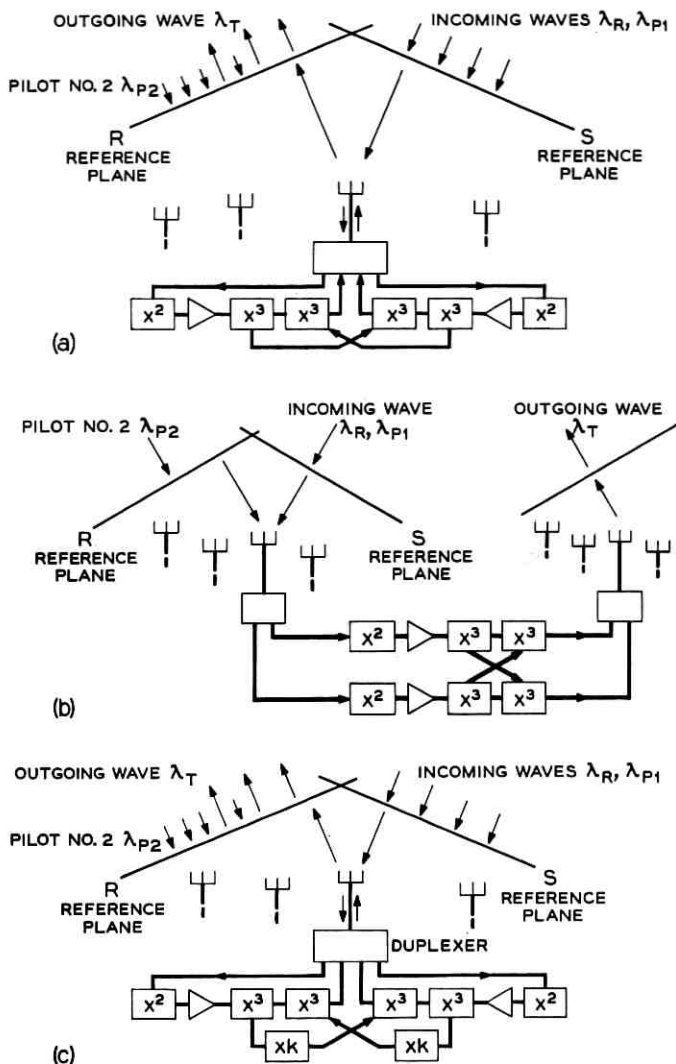 OUTGOING WAVE λT
INCOMING WAVES λR, λP1
PILOT NO. 2 λP2
R
REFERENCE
PLANE
S
REFERENCE
PLANE
X² X³ X³ X³ X³ X²
(a)
PILOT NO. 2 λP2
INCOMING WAVE
λR, λP1
OUTGOING WAVE
λT
R
REFERENCE
PLANE
S
REFERENCE
PLANE
X² X³ X³
X² X³ X³
(b)
OUTGOING WAVE λT
INCOMING WAVES λR, λP1
PILOT NO. 2 λP2
R
REFERENCE
PLANE
S
REFERENCE
PLANE
DUPLEXER
X² X³ X³ X³ X³ X²
XK XK
(c)